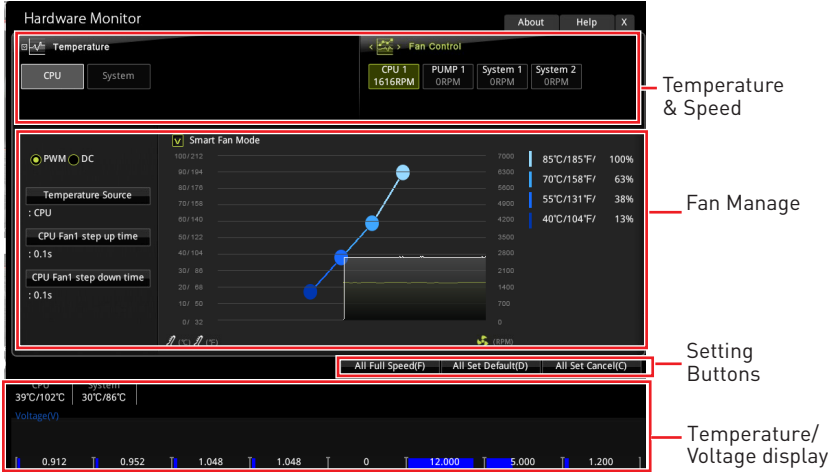 Hardware Monitor
About Help X
Temperature
Fan Control
CPU System
CPU 1 PUMP 1 System 1 System 2
1616RPM 0RPM 0RPM 0RPM
Temperature
& Speed
V Smart Fan Mode
PWM DC
100/212 7000
90/194 6300
80/176 5600
70/158 4900
60/140 4200
50/122 3500
40/104 2800
30/ 86 2100
20/ 68 1400
10/ 50 700
0/ 32 0
(℃) (℉) (RPM)
85℃/185℉/ 100%
70℃/158℉/ 63%
55℃/131℉/ 38%
40℃/104℉/ 13%
Temperature Source
: CPU
CPU Fan1 step up time
: 0.1s
CPU Fan1 step down time
: 0.1s
Fan Manage
All Full Speed(F) All Set Default(D) All Set Cancel(C)
Setting
Buttons
CPU System
39℃/102℃ 30℃/86℃
Voltage(V)
0.912 0.952 1.048 1.048 0 12.000 5.000 1.200
Temperature/
Voltage display